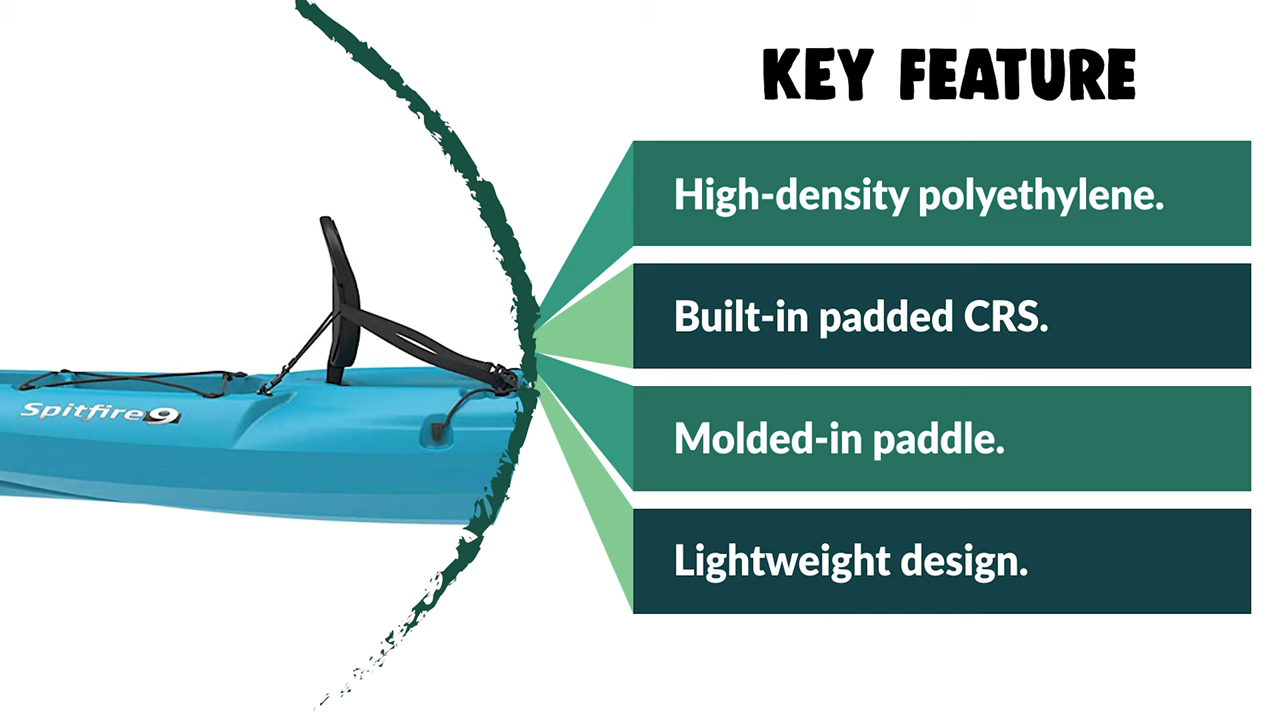 KEY FEATURE
High-density polyethylene.
Built-in padded CRS.
Molded-in paddle.
Lightweight design.
Spitfire 9